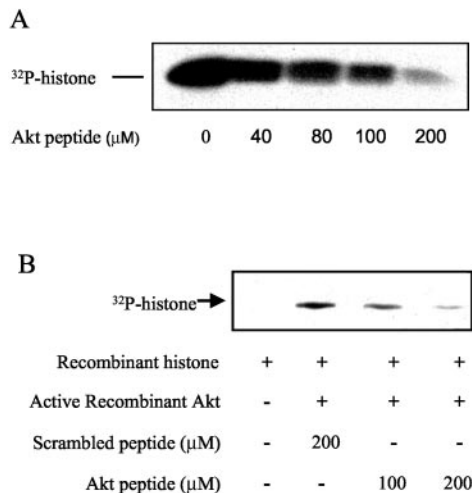 A
³²P-histone
Akt peptide (μM) 0 40 80 100 200
B
³²P-histone
Recombinant histone + + + +
Active Recombinant Akt - + + +
Scrambled peptide (μM) - 200 - -
Akt peptide (μM) - - 100 200